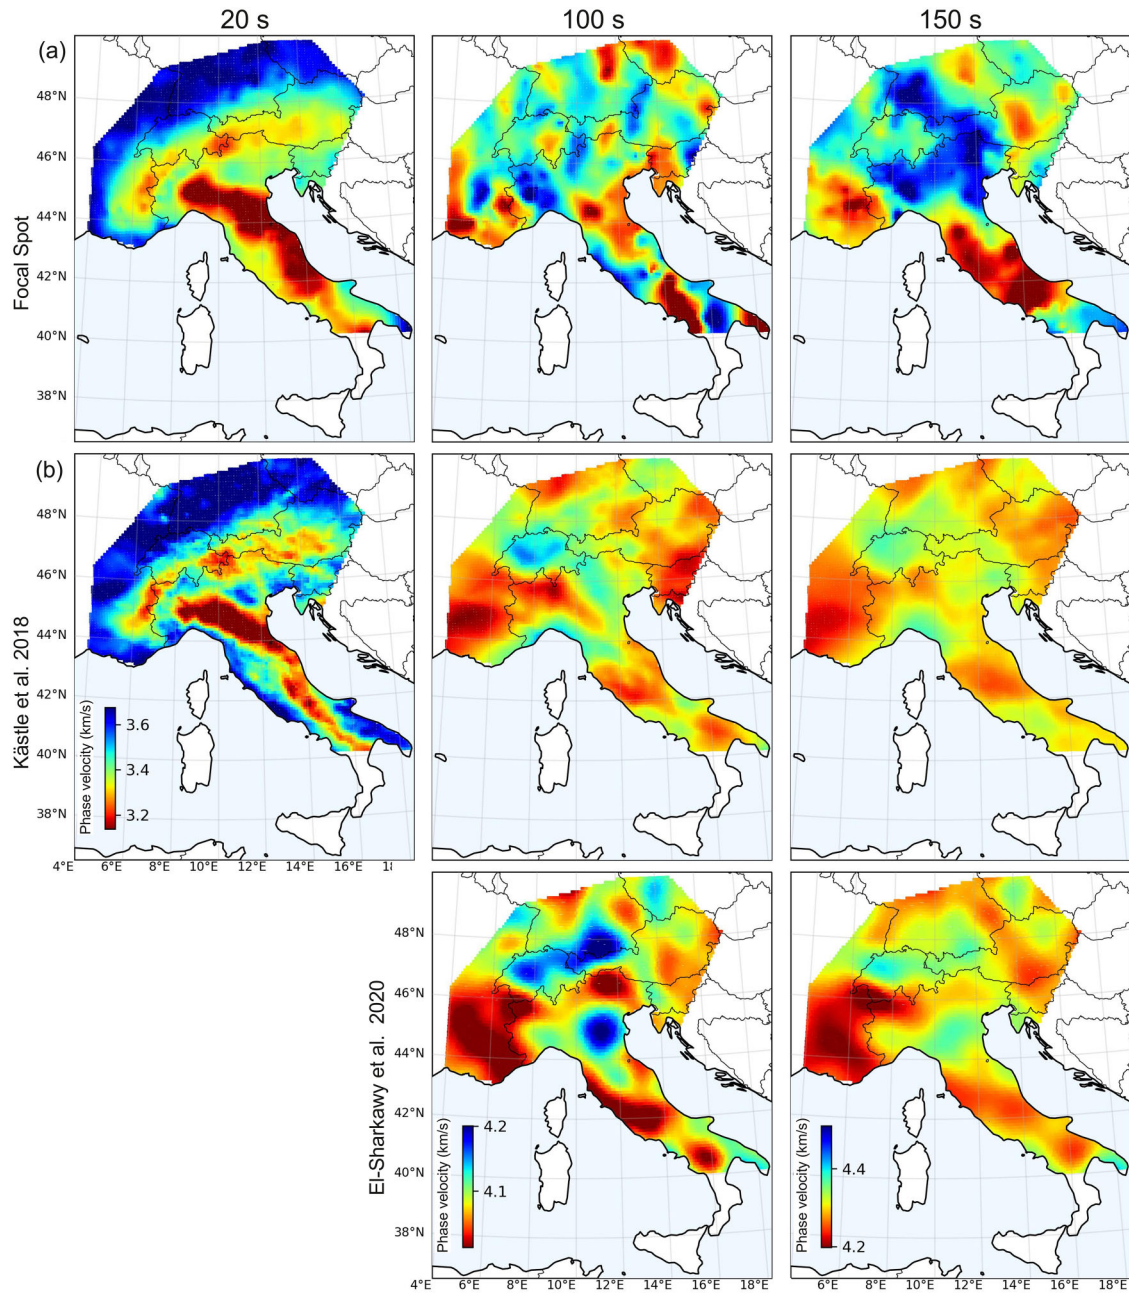 20 s
100 s
150 s
(a)
Focal Spot
48°N
46°N
44°N
42°N
40°N
38°N
(b)
Kästle et al. 2018
48°N
46°N
44°N
42°N
40°N
38°N
Phase velocity (km/s)
3.6
3.4
3.2
4°E 6°E 8°E 10°E 12°E 14°E 16°E
El-Sharkawy et al. 2020
48°N
46°N
44°N
42°N
40°N
38°N
Phase velocity (km/s)
4.2
4.1
Phase velocity (km/s)
4.4
4.2
4°E 6°E 8°E 10°E 12°E 14°E 16°E 18°E
6°E 8°E 10°E 12°E 14°E 16°E 18°E